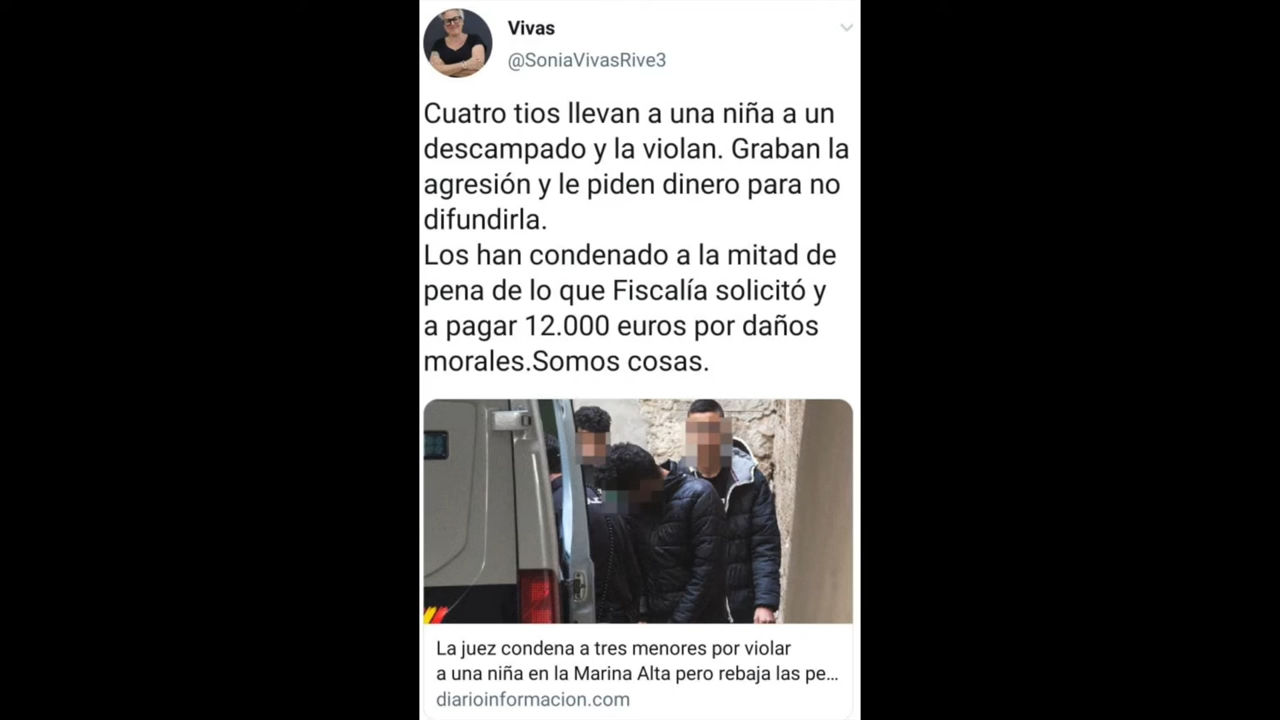 Vivas
@SoniaVivasRive3
Cuatro tios llevan a una niña a un
descampado y la violan. Graban la
agresión y le piden dinero para no
difundirla.
Los han condenado a la mitad de
pena de lo que Fiscalía solicitó y
a pagar 12.000 euros por daños
morales.Somos cosas.
La juez condena a tres menores por violar
a una niña en la Marina Alta pero rebaja las pe...
diarioinformacion.com